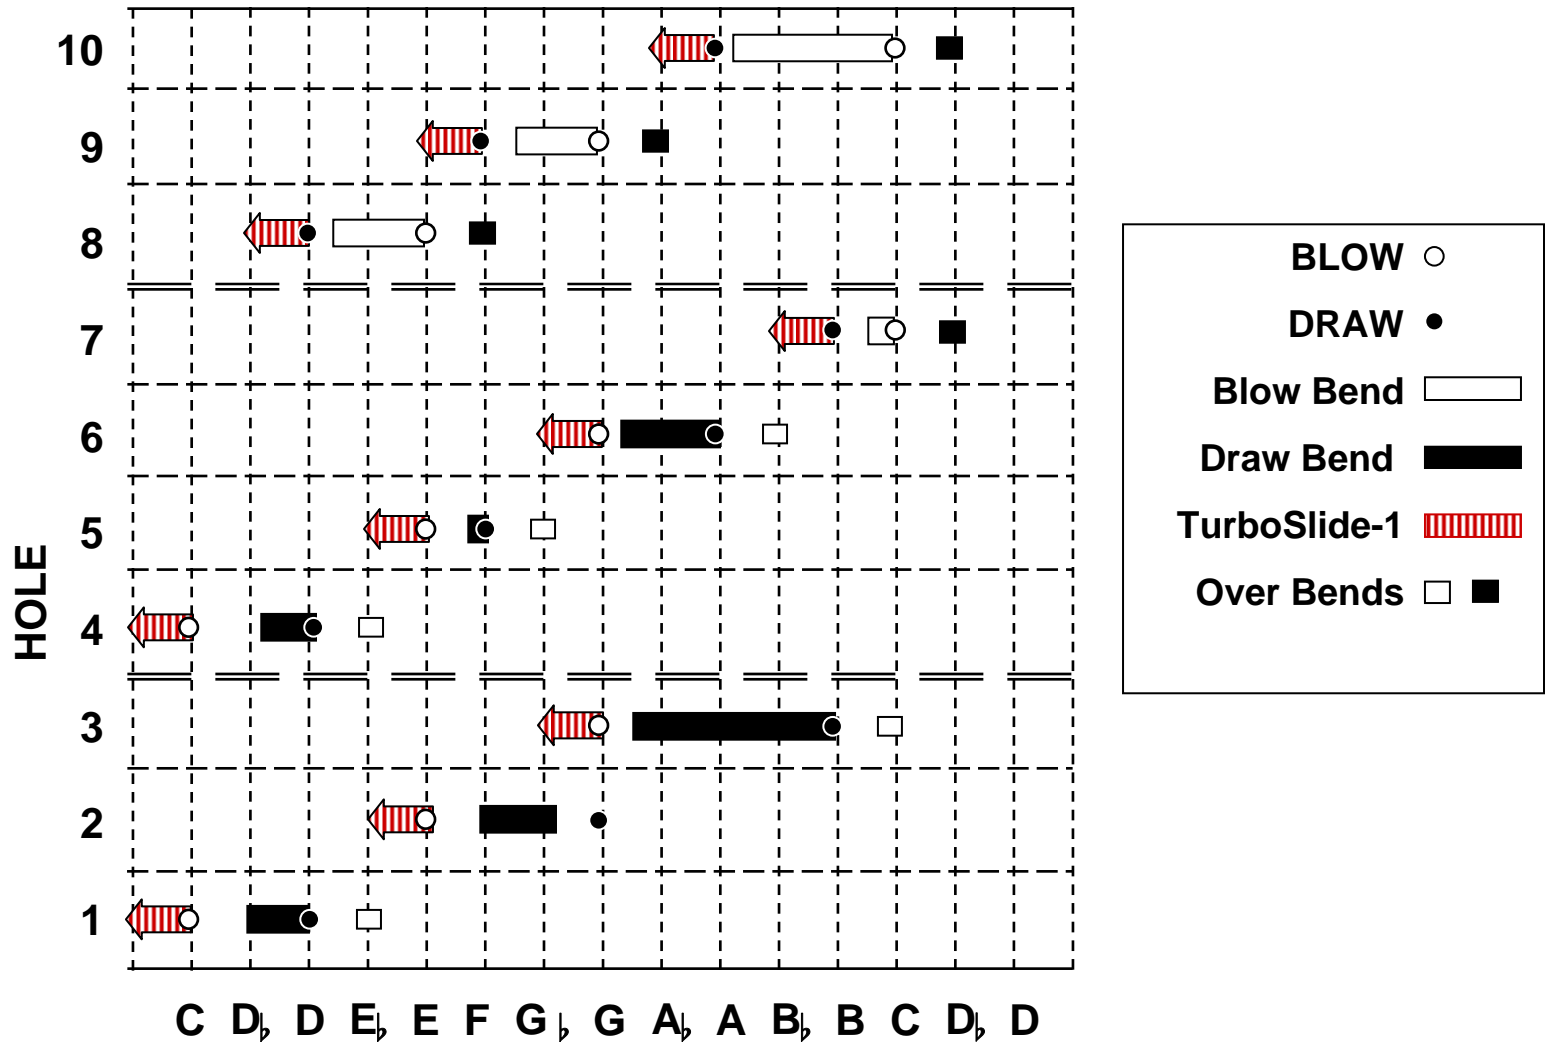 10
9
8
7
6
5
4
3
2
1
HOLE
C D♭ D E♭ E F G♭ G A♭ A B♭ B C D♭ D
BLOW
DRAW
Blow Bend
Draw Bend
TurboSlide-1
Over Bends